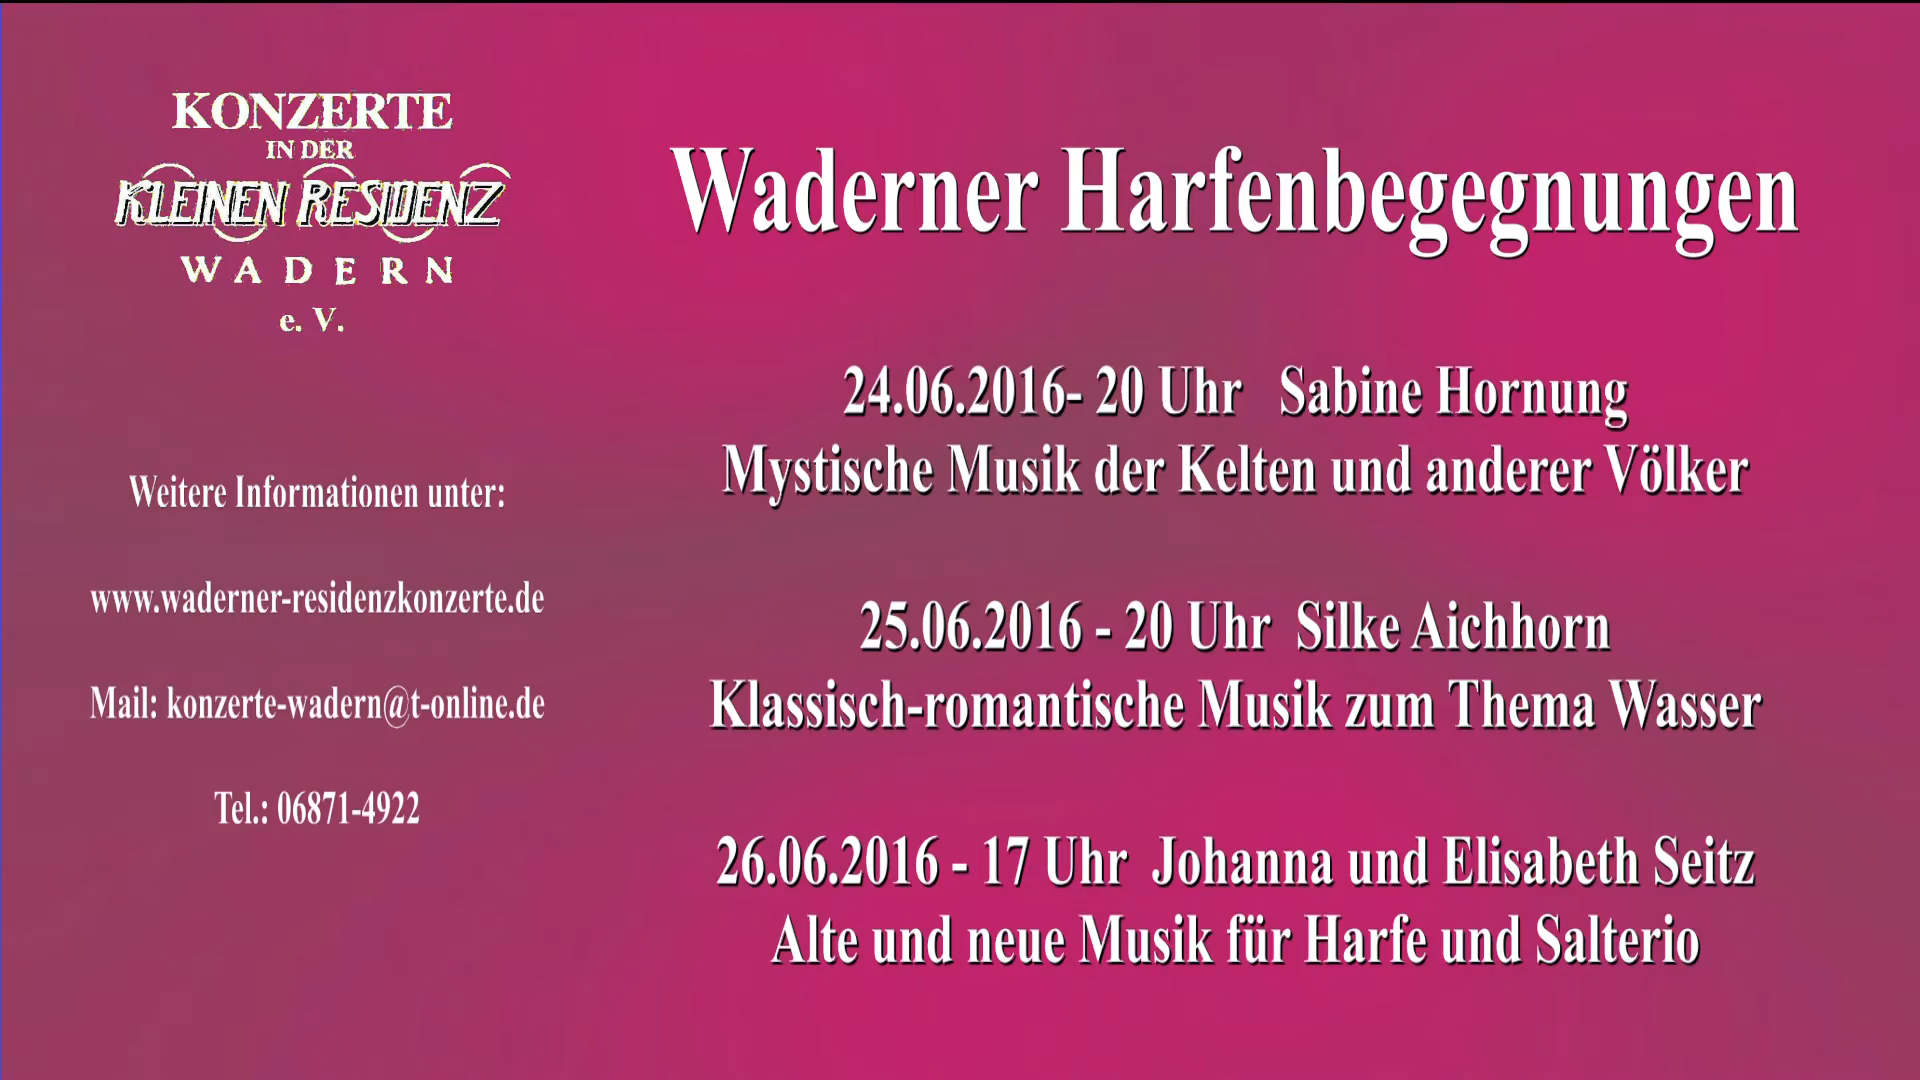 KONZERTE
IN DER
KLEINEN RESIDENZ
WADERN
e. V.
Weitere Informationen unter:
www.waderner-residenzkonzerte.de
Mail: konzerte-wadern@t-online.de
Tel.: 06871-4922
Waderner Harfenbegegnungen
24.06.2016- 20 Uhr Sabine Hornung
Mystische Musik der Kelten und anderer Völker
25.06.2016 - 20 Uhr Silke Aichhorn
Klassisch-romantische Musik zum Thema Wasser
26.06.2016 - 17 Uhr Johanna und Elisabeth Seitz
Alte und neue Musik für Harfe und Salterio